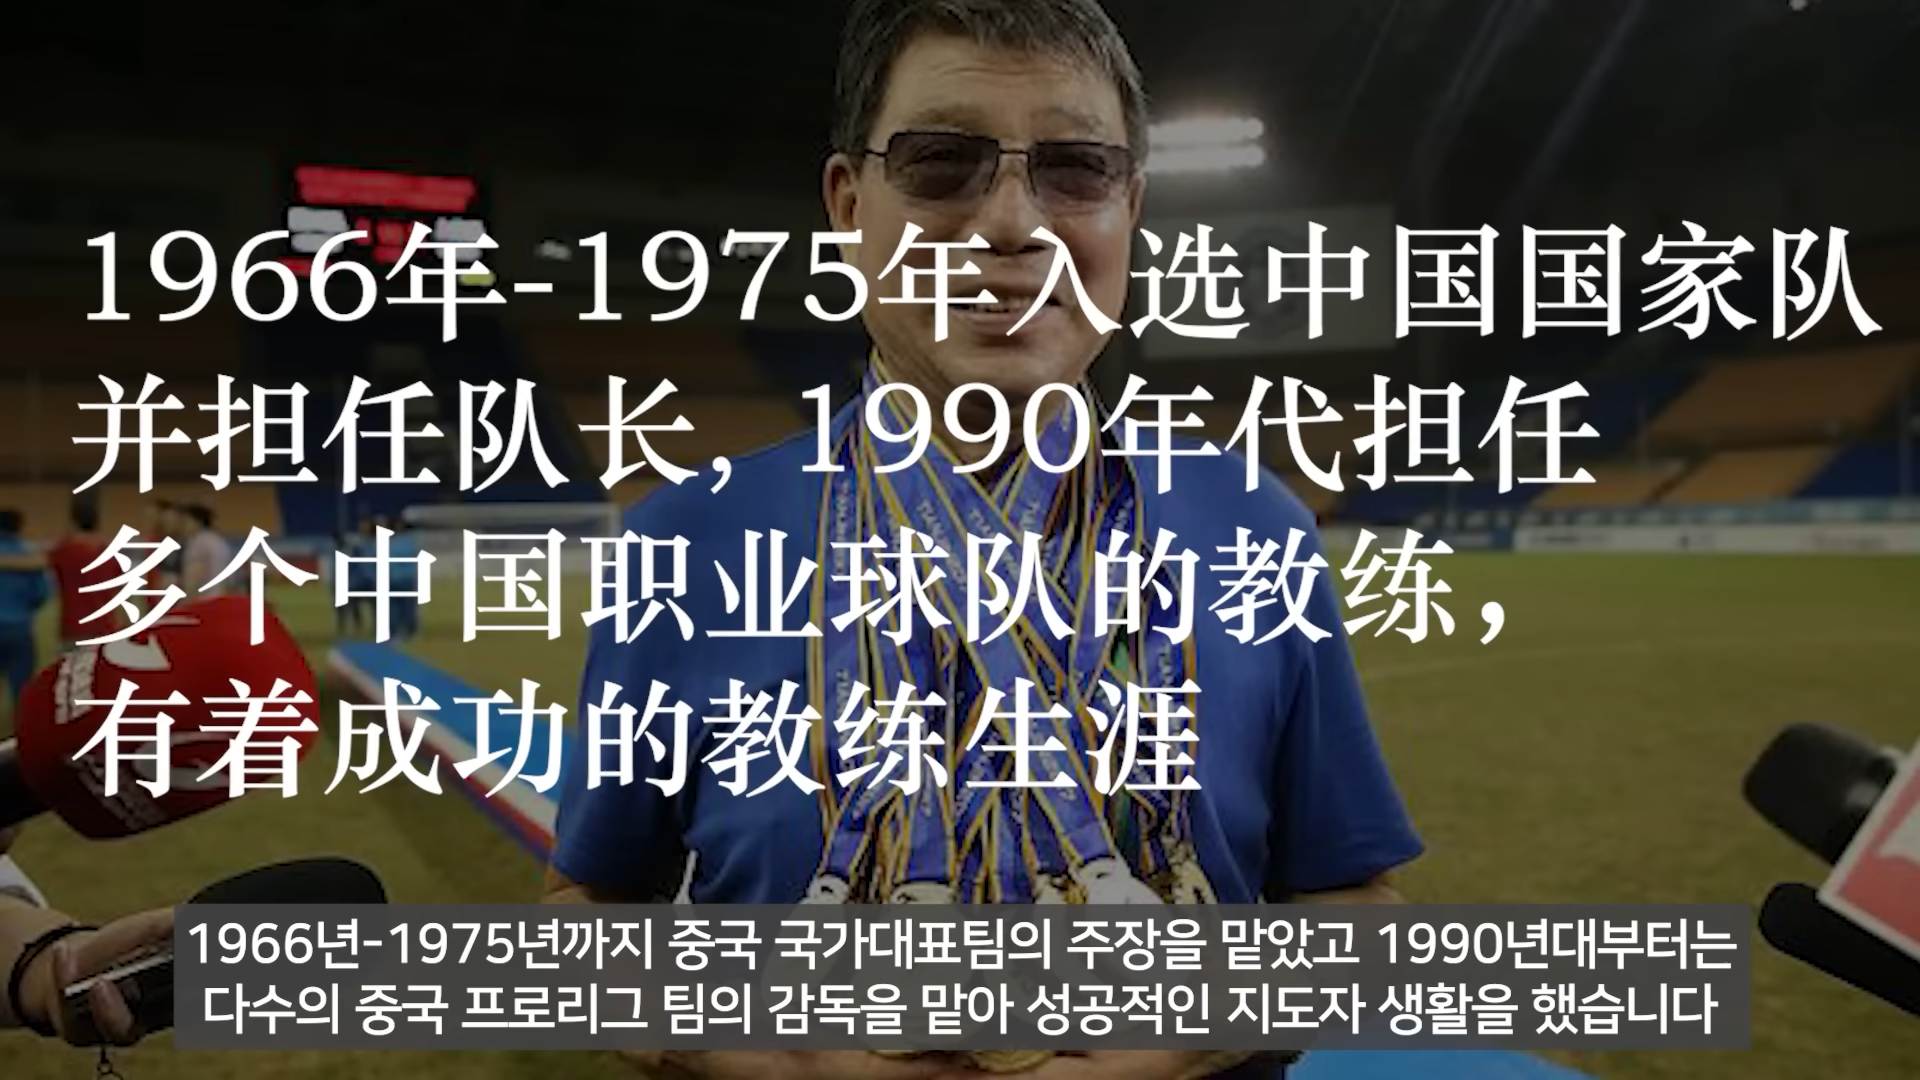 1966年-1975年入选中国国家队
并担任队长, 1990年代担任
多个中国职业球队的教练，
有着成功的教练生涯
1966년-1975년까지 중국 국가대표팀의 주장을 맡았고 1990년대부터는
다수의 중국 프로리그 팀의 감독을 맡아 성공적인 지도자 생활을 했습니다